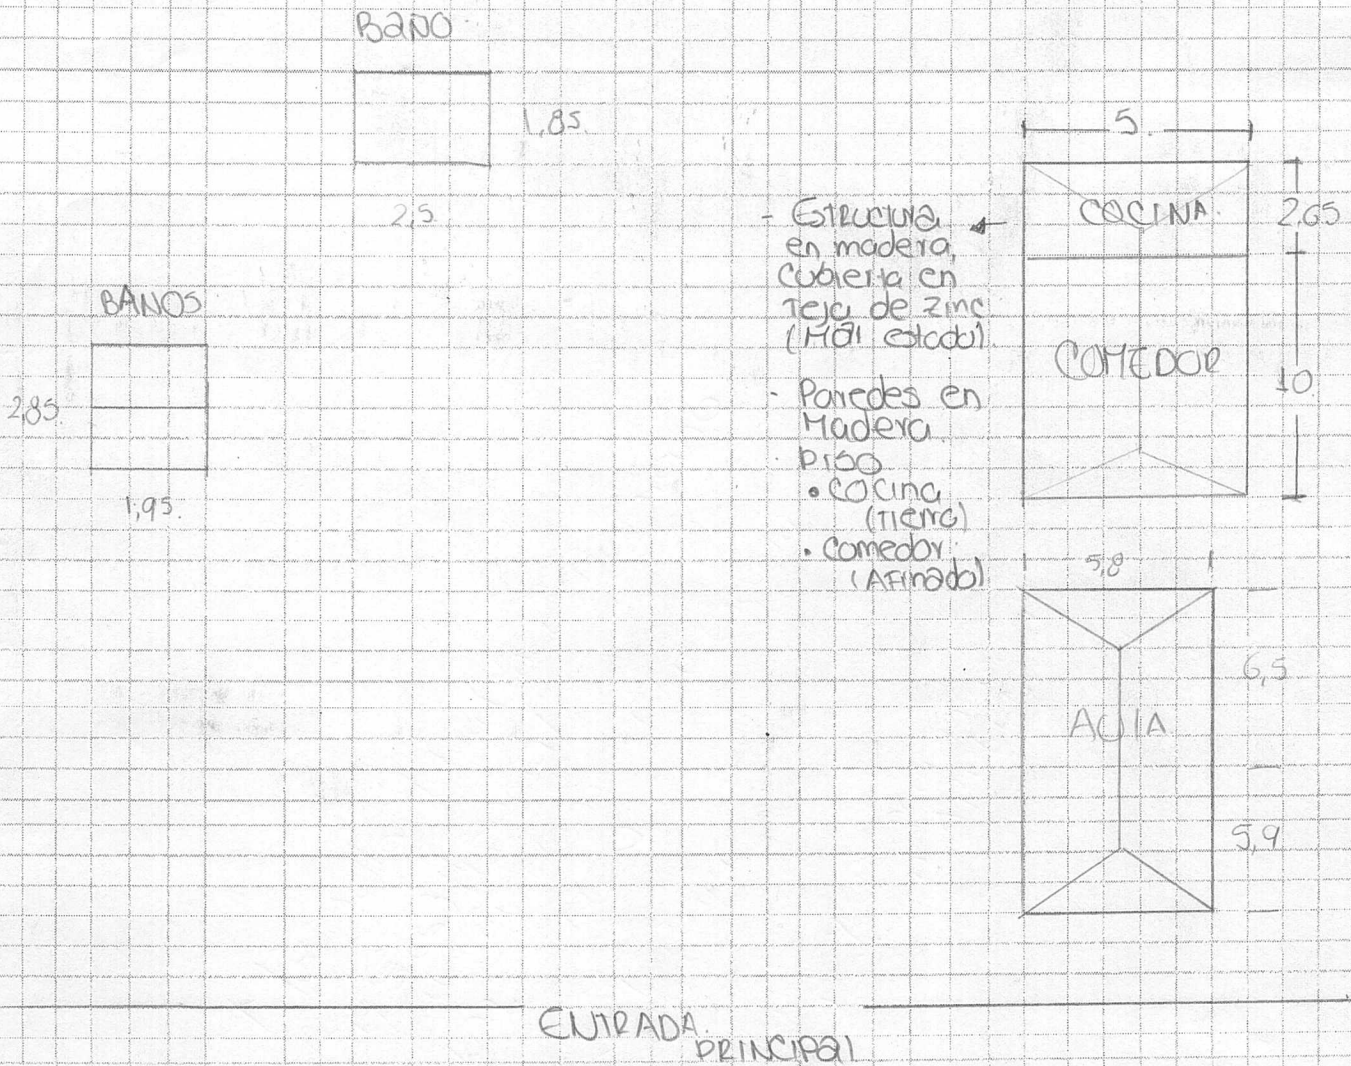 Baño
1,85
2,5
5.
COCINA.
2,65
- Estructura
en madera,
Cubierta en
Teja de Zinc
(Mal estado)
BAÑOS
2,85
1,95.
COMEDOR
10
- Paredes en
Madera
Piso
• Cocina
(Tierra)
• Comedor
(Afinado)
5,8
6,5
AULA
5,9
ENTRADA.
PRINCIPAL